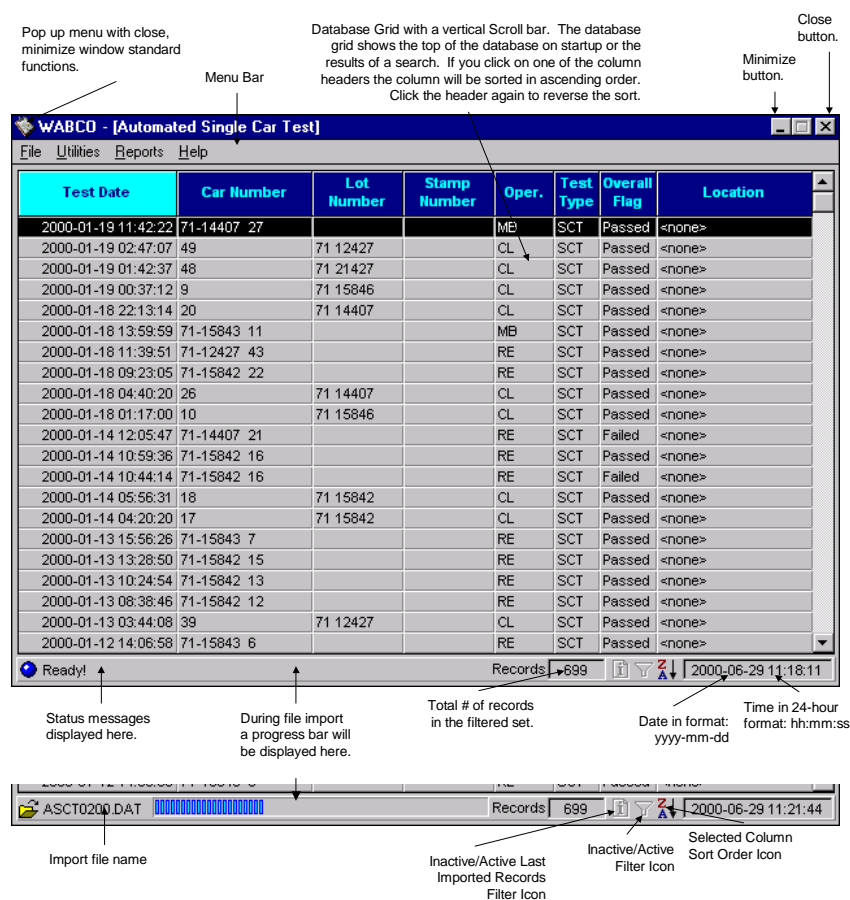 Pop up menu with close,
minimize window standard
functions.
Menu Bar
Database Grid with a vertical Scroll bar. The database
grid shows the top of the database on startup or the
results of a search. If you click on one of the column
headers the column will be sorted in ascending order.
Click the header again to reverse the sort.
Minimize
button.
Close
button.
WABCO - [Automated Single Car Test]
File Utilities Reports Help
Test Date Car Number Lot Number Stamp Number Oper. Test Type Overall Flag Location
2000-01-19 11:42:22 71-14407 27 MB SCT Passed <none>
2000-01-19 02:47:07 49 71 12427 CL SCT Passed <none>
2000-01-19 01:42:37 48 71 21427 CL SCT Passed <none>
2000-01-19 00:37:12 9 71 15846 CL SCT Passed <none>
2000-01-18 22:13:14 20 71 14407 CL SCT Passed <none>
2000-01-18 13:59:59 71-15843 11 MB SCT Passed <none>
2000-01-18 11:39:51 71-12427 43 RE SCT Passed <none>
2000-01-18 09:23:05 71-15842 22 RE SCT Passed <none>
2000-01-18 04:40:20 26 71 14407 CL SCT Passed <none>
2000-01-18 01:17:00 10 71 15846 CL SCT Passed <none>
2000-01-14 12:05:47 71-14407 21 RE SCT Failed <none>
2000-01-14 10:59:36 71-15842 16 RE SCT Passed <none>
2000-01-14 10:44:14 71-15842 16 RE SCT Failed <none>
2000-01-14 05:56:31 18 71 15842 CL SCT Passed <none>
2000-01-14 04:20:20 17 71 15842 CL SCT Passed <none>
2000-01-13 15:56:26 71-15843 7 RE SCT Passed <none>
2000-01-13 13:28:50 71-15842 15 RE SCT Passed <none>
2000-01-13 10:24:54 71-15842 13 RE SCT Passed <none>
2000-01-13 08:38:46 71-15842 12 RE SCT Passed <none>
2000-01-13 03:44:08 39 71 12427 CL SCT Passed <none>
2000-01-12 14:06:58 71-15843 6 RE SCT Passed <none>
Ready! Records 699 Z A 2000-06-29 11:18:11
Status messages
displayed here.
During file import
a progress bar will
be displayed here.
Total # of records
in the filtered set.
Date in format:
yyyy-mm-dd
Time in 24-hour
format: hh:mm:ss
ASCT0200.DAT Records 699 Z A 2000-06-29 11:21:44
Import file name
Inactive/Active Last
Imported Records
Filter Icon
Inactive/Active
Filter Icon
Selected Column
Sort Order Icon